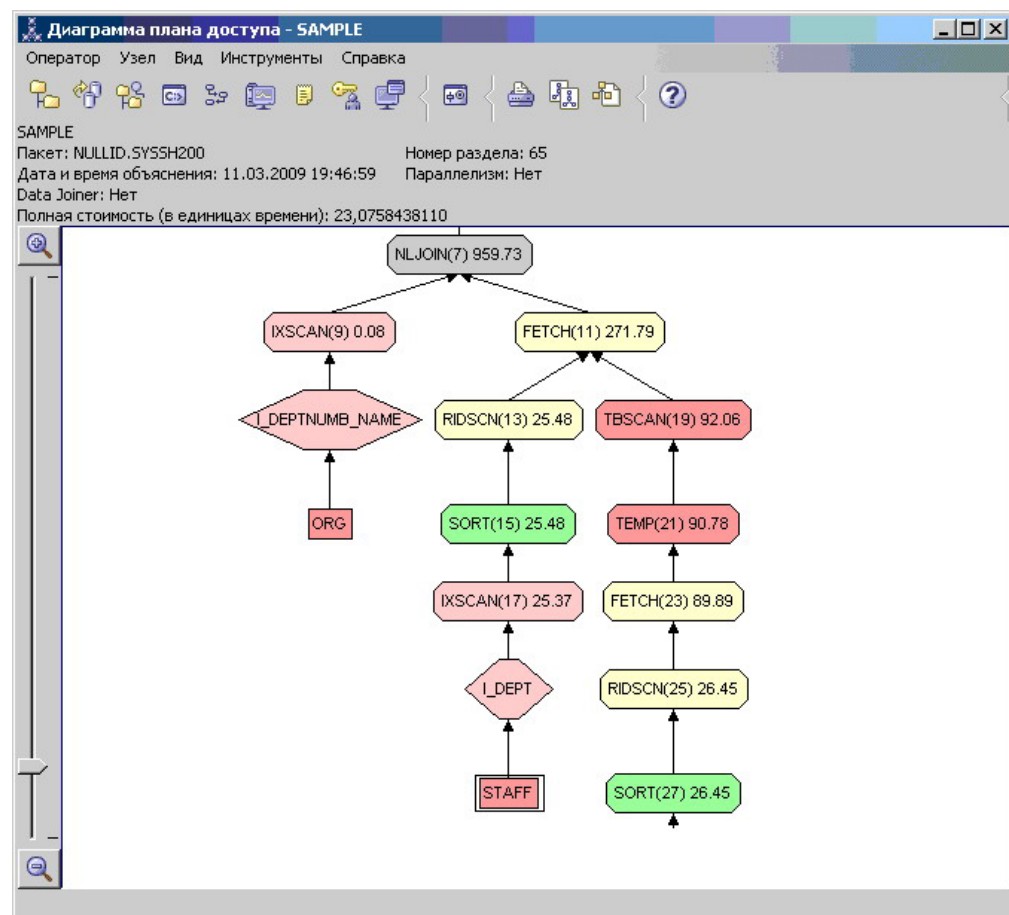 Диаграмма плана доступа - SAMPLE
Оператор Узел Вид Инструменты Справка
SAMPLE
Пакет: NULLID.SYSSH200 Номер раздела: 65
Дата и время объяснения: 11.03.2009 19:46:59 Параллелизм: Нет
Data Joiner: Нет
Полная стоимость (в единицах времени): 23,0758438110
NLJOIN(7) 959.73
IXSCAN(9) 0.08 FETCH(11) 271.79
I_DEPTNUMB_NAME RIDSCN(13) 25.48 TBSCAN(19) 92.06
ORG SORT(15) 25.48 TEMP(21) 90.78
IXSCAN(17) 25.37 FETCH(23) 89.89
I_DEPT RIDSCN(25) 26.45
STAFF SORT(27) 26.45